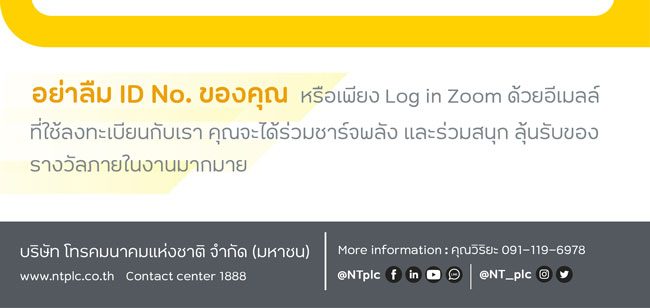 อย่าลืม ID No. ของคุณ หรือเพียง Log in Zoom ด้วยอีเมลล์
ที่ใช้ลงทะเบียนกับเรา คุณจะได้ร่วมชาร์จพลัง และร่วมสนุก ลุ้นรับของ
รางวัลภายในงานมากมาย
บริษัท โทรคมนาคมแห่งชาติ จำกัด (มหาชน)
www.ntplc.co.th Contact center 1888
More information : คุณวิริยะ 091-119-6978
@NTplc @NT_plc